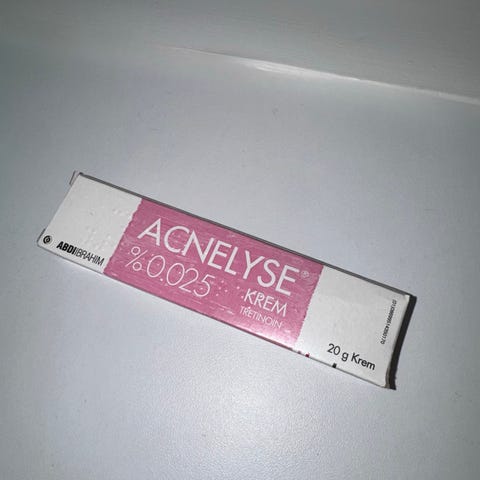 ABDİİBRAHİM
ACNELYSE®
%0.025
KREM
TRETINOIN
20 g Krem